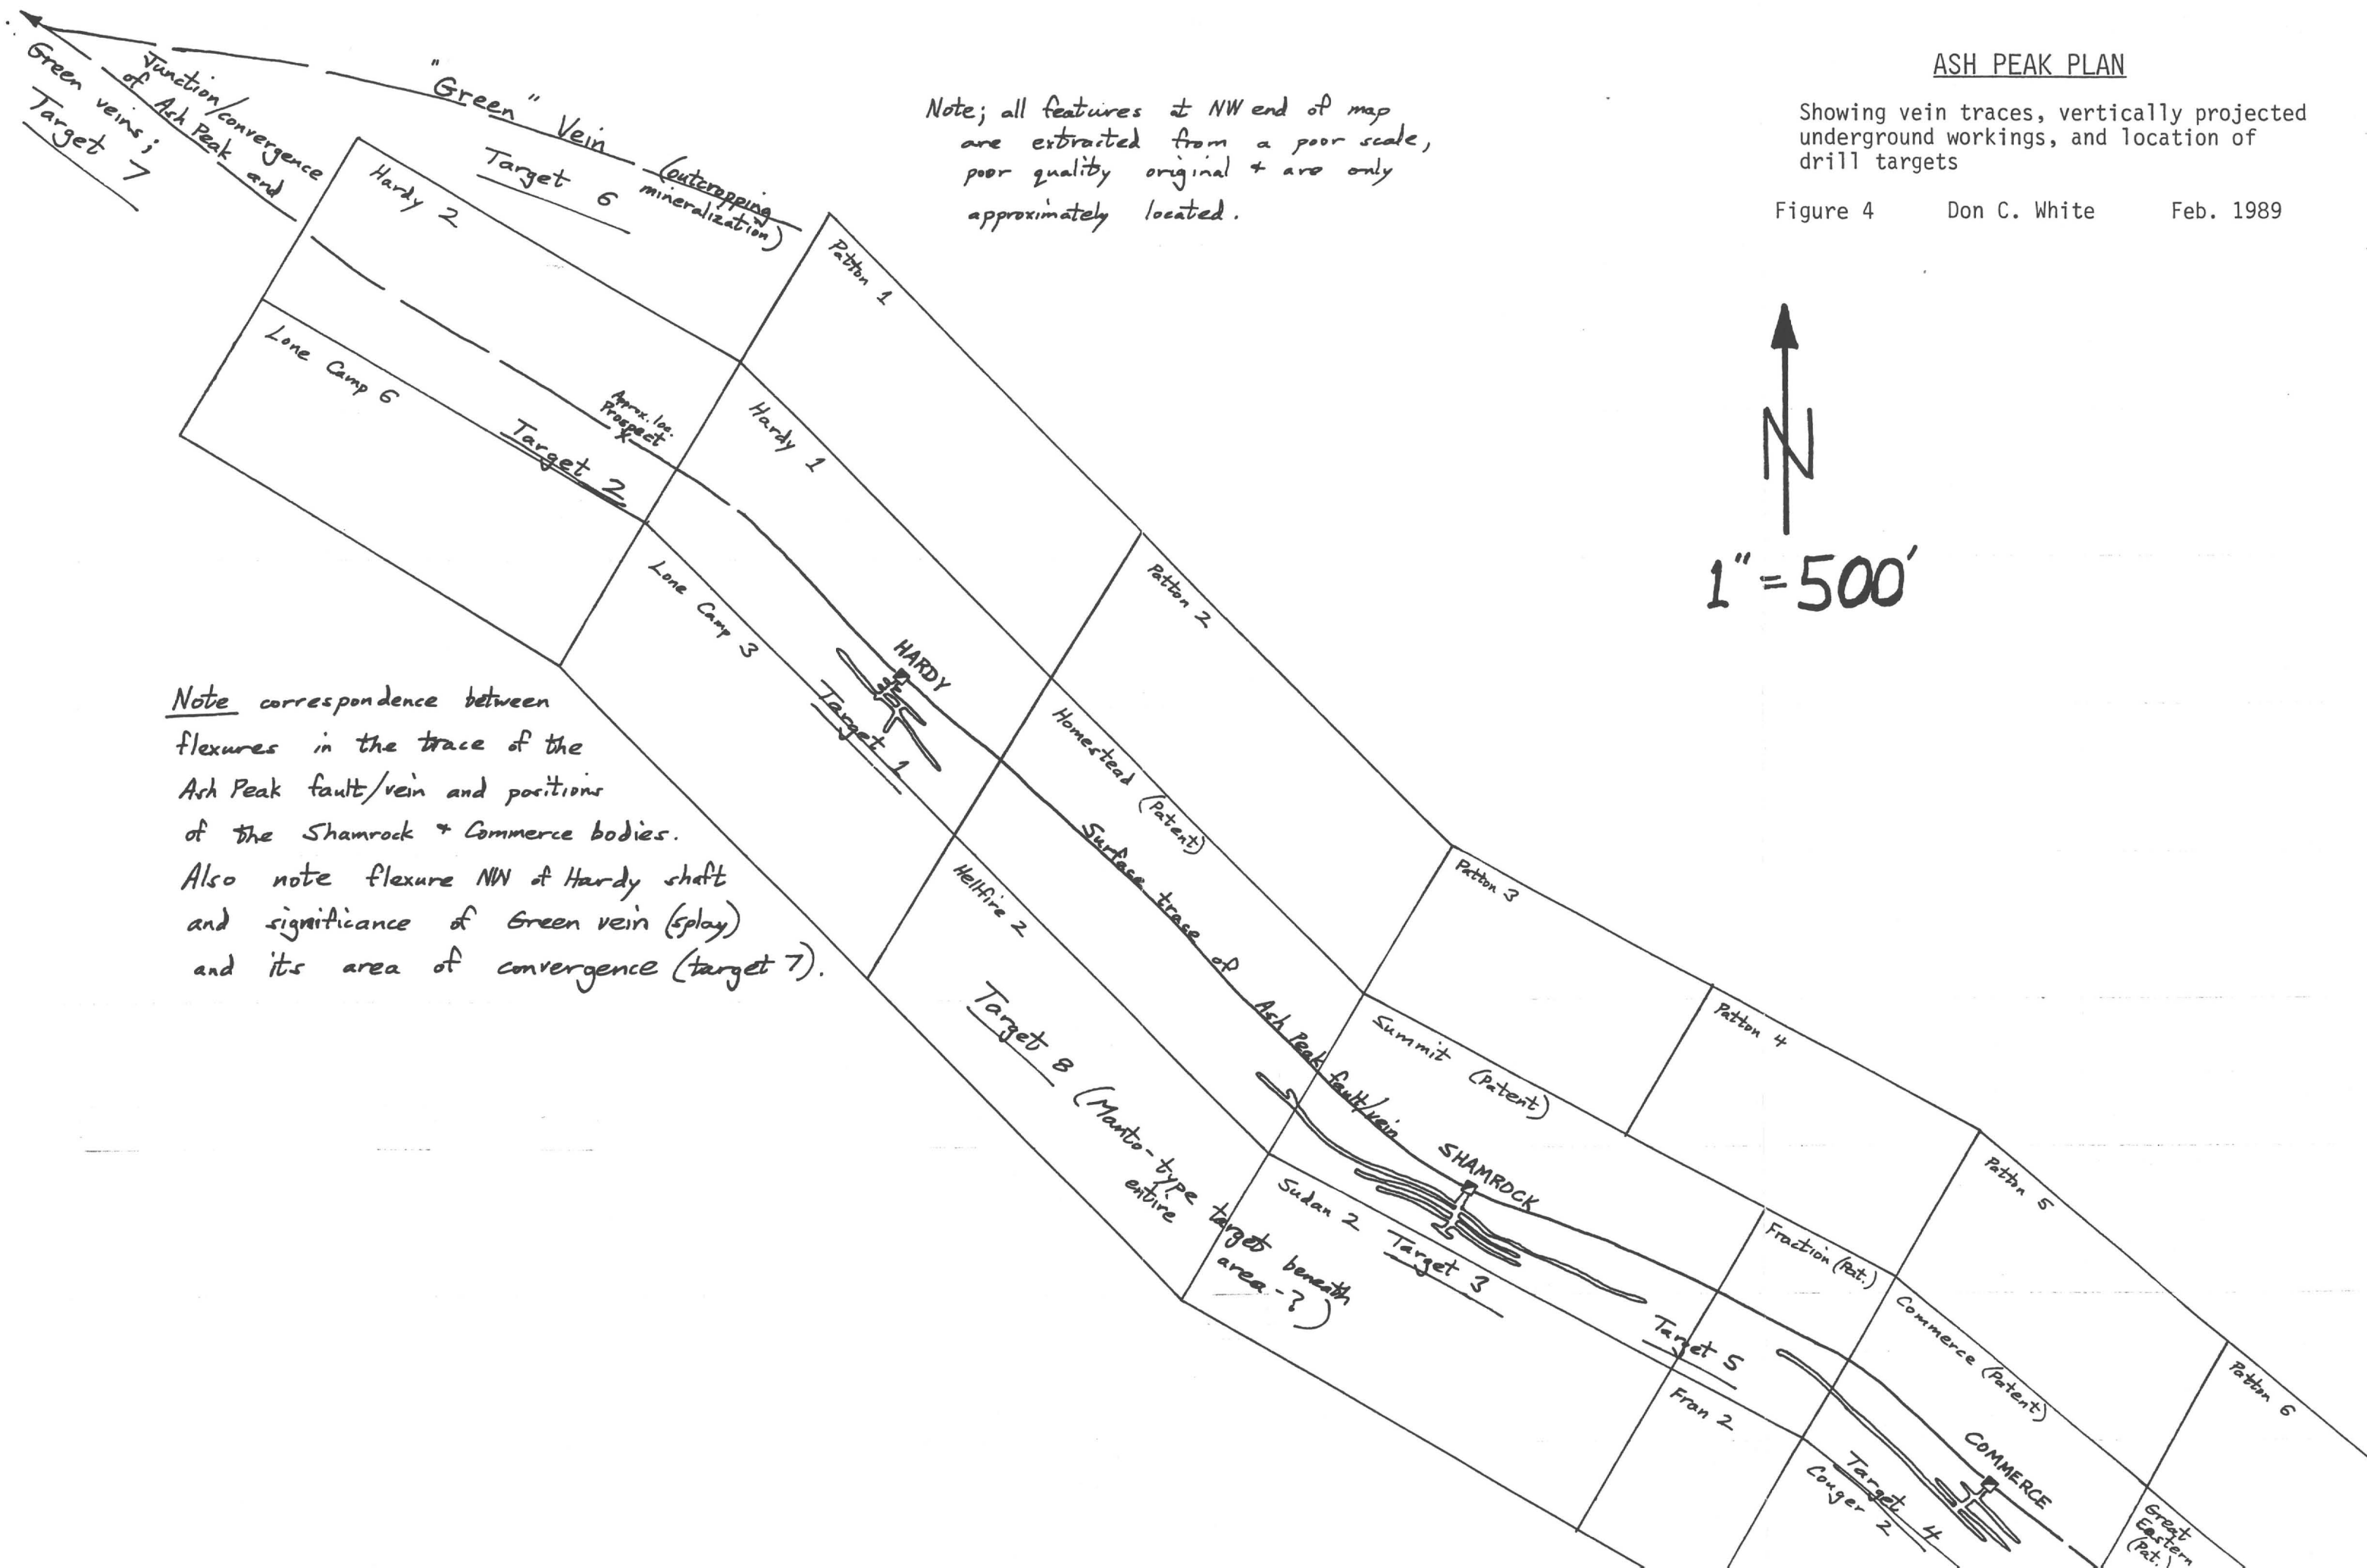 ASH PEAK PLAN
Showing vein traces, vertically projected
underground workings, and location of
drill targets
Figure 4 Don C. White Feb. 1989
Note; all features at NW end of map
are extracted from a poor scale,
poor quality original + are only
approximately located.
N
1" = 500'
Junction/convergence
of Ash Peak
and
Green veins;
Target 7
"Green" Vein (outcropping
mineralization)
Target 6
Hardy 2
Patton 1
Lone Camp 6
Approx. loc.
Prospect
X
Target 2
Hardy 1
Patton 2
Lone Camp 3
HARDY
Target 1
Homestead (Patent)
Note correspondence between
flexures in the trace of the
Ash Peak fault/vein and positions
of the Shamrock + Commerce bodies.
Also note flexure NW of Hardy shaft
and significance of Green vein (splay)
and its area of convergence (target 7).
Surface trace of Ash Peak fault/vein
Hellfire 2
Patton 3
Patton 4
Summit (Patent)
Target 8 (Manto-type target beneath
entire area-?)
SHAMROCK
Sudan 2
Target 3
Patton 5
Fraction (Pat.)
Target 5
Commerce (Patent)
Patton 6
Fran 2
Target 4
Couger 2
COMMERCE
Great
Eastern
(Pat.)